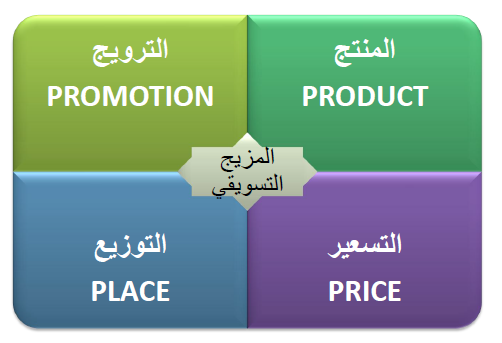 المنتج
PRODUCT
الترويج
PROMOTION
المزيج
التسويقي
التسعير
PRICE
التوزيع
PLACE